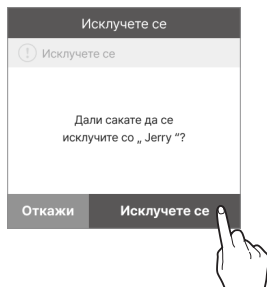 Исклучете се
! Исклучете се
Дали сакате да се
исклучите со „ Jerry “?
Откажи Исклучете се